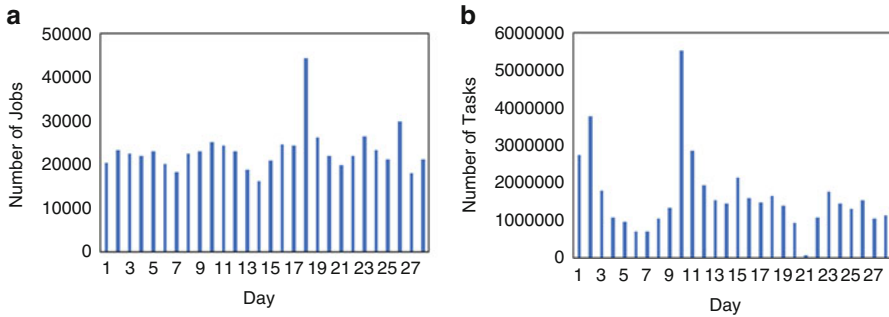 a
50000
40000
30000
20000
10000
0
Number of Jobs
1 3 5 7 9 11 13 15 17 19 21 23 25 27
Day
b
6000000
5000000
4000000
3000000
2000000
1000000
0
Number of Tasks
1 3 5 7 9 11 13 15 17 19 21 23 25 27
Day